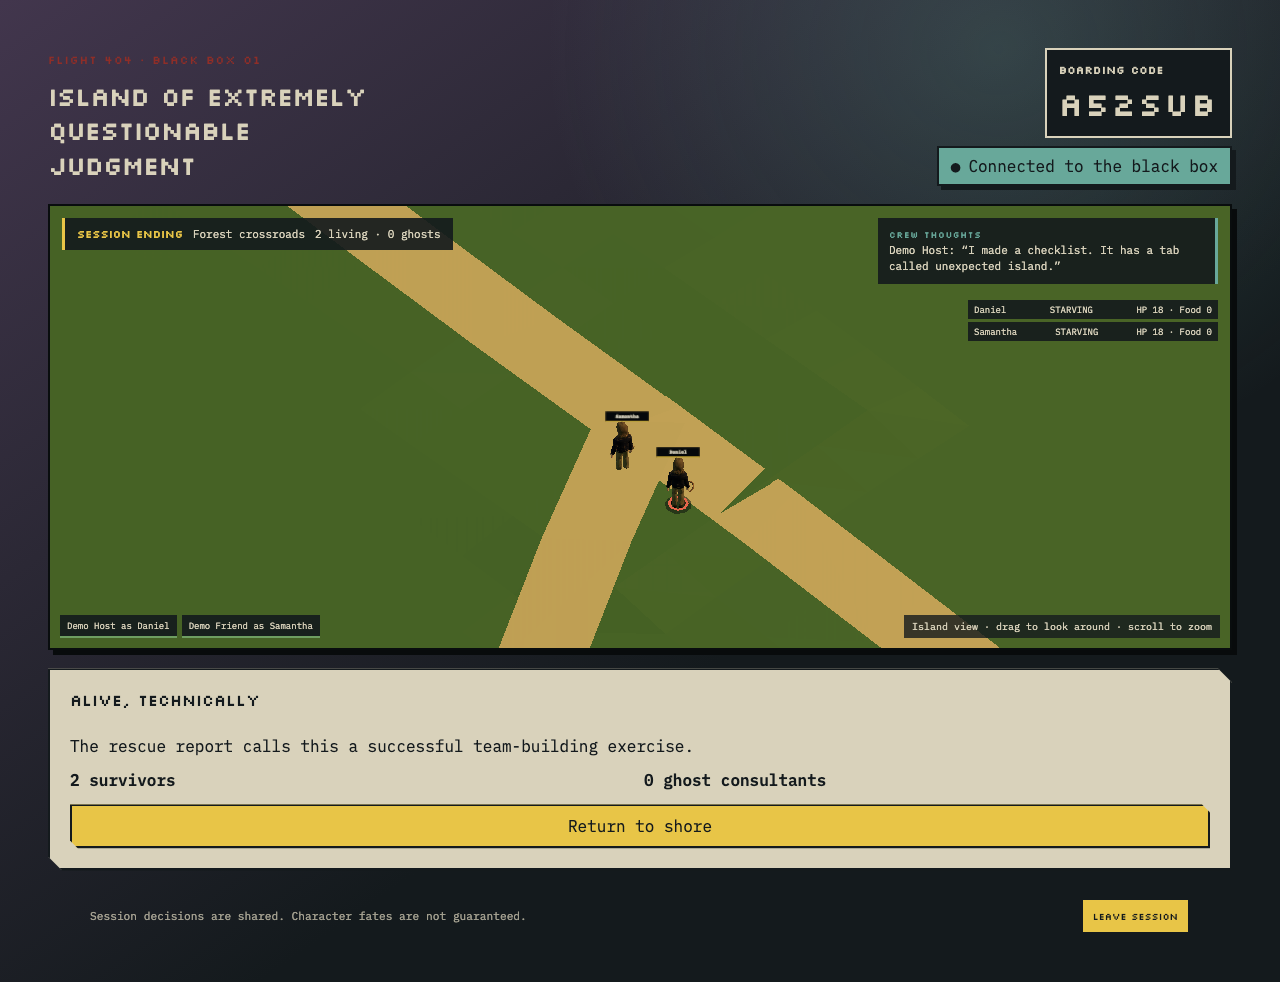 FLIGHT 404 · BLACK BOX 01
ISLAND OF EXTREMELY
QUESTIONABLE
JUDGMENT
BOARDING CODE
A52SUB
● Connected to the black box
SESSION ENDING Forest crossroads 2 living · 0 ghosts
CREW THOUGHTS
Demo Host: “I made a checklist. It has a tab
called unexpected island.”
Daniel STARVING HP 18 · Food 0
Samantha STARVING HP 18 · Food 0
Samantha
Daniel
Demo Host as Daniel
Demo Friend as Samantha
Island view · drag to look around · scroll to zoom
ALIVE, TECHNICALLY
The rescue report calls this a successful team-building exercise.
2 survivors
0 ghost consultants
Return to shore
Session decisions are shared. Character fates are not guaranteed.
LEAVE SESSION